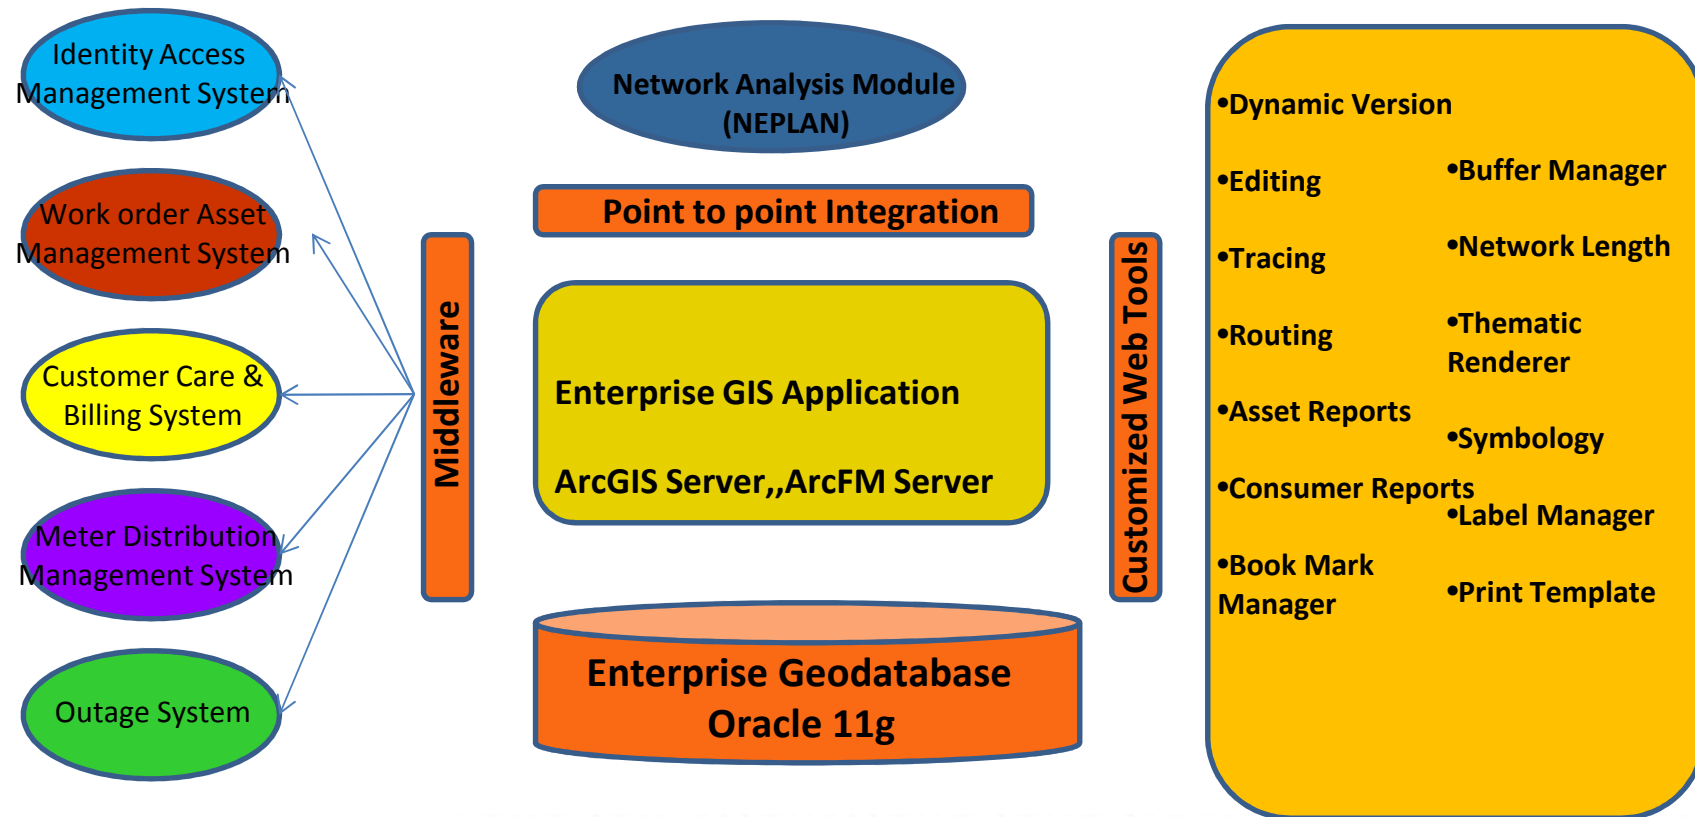 Identity Access
Management System
Work order Asset
Management System
Customer Care &
Billing System
Meter Distribution
Management System
Outage System
Middleware
Network Analysis Module
(NEPLAN)
Point to point Integration
Enterprise GIS Application
ArcGIS Server,,ArcFM Server
Enterprise Geodatabase
Oracle 11g
Customized Web Tools
•Dynamic Version
•Editing
•Tracing
•Routing
•Asset Reports
•Consumer Reports
•Book Mark
Manager
•Buffer Manager
•Network Length
•Thematic
Renderer
•Symbology
•Label Manager
•Print Template